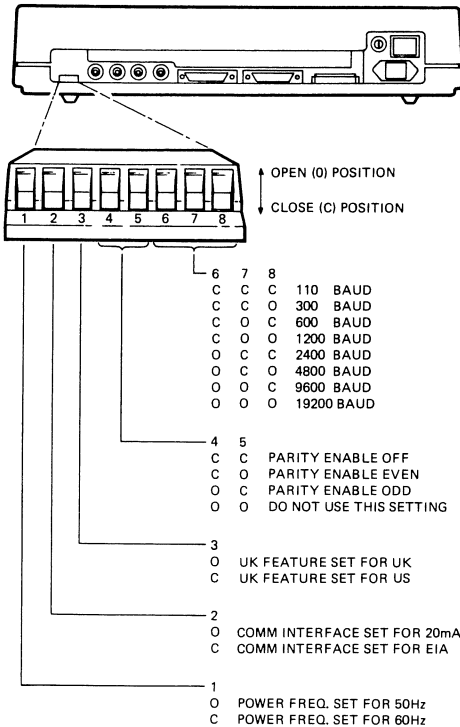 OPEN (0) POSITION
CLOSE (C) POSITION
1 2 3 4 5 6 7 8
6 7 8
C C C 110 BAUD
C C O 300 BAUD
C O C 600 BAUD
C O O 1200 BAUD
O C C 2400 BAUD
O C O 4800 BAUD
O O C 9600 BAUD
O O O 19200 BAUD
4 5
C C PARITY ENABLE OFF
C O PARITY ENABLE EVEN
O C PARITY ENABLE ODD
O O DO NOT USE THIS SETTING
3
O UK FEATURE SET FOR UK
C UK FEATURE SET FOR US
2
O COMM INTERFACE SET FOR 20mA
C COMM INTERFACE SET FOR EIA
1
O POWER FREQ. SET FOR 50Hz
C POWER FREQ. SET FOR 60Hz